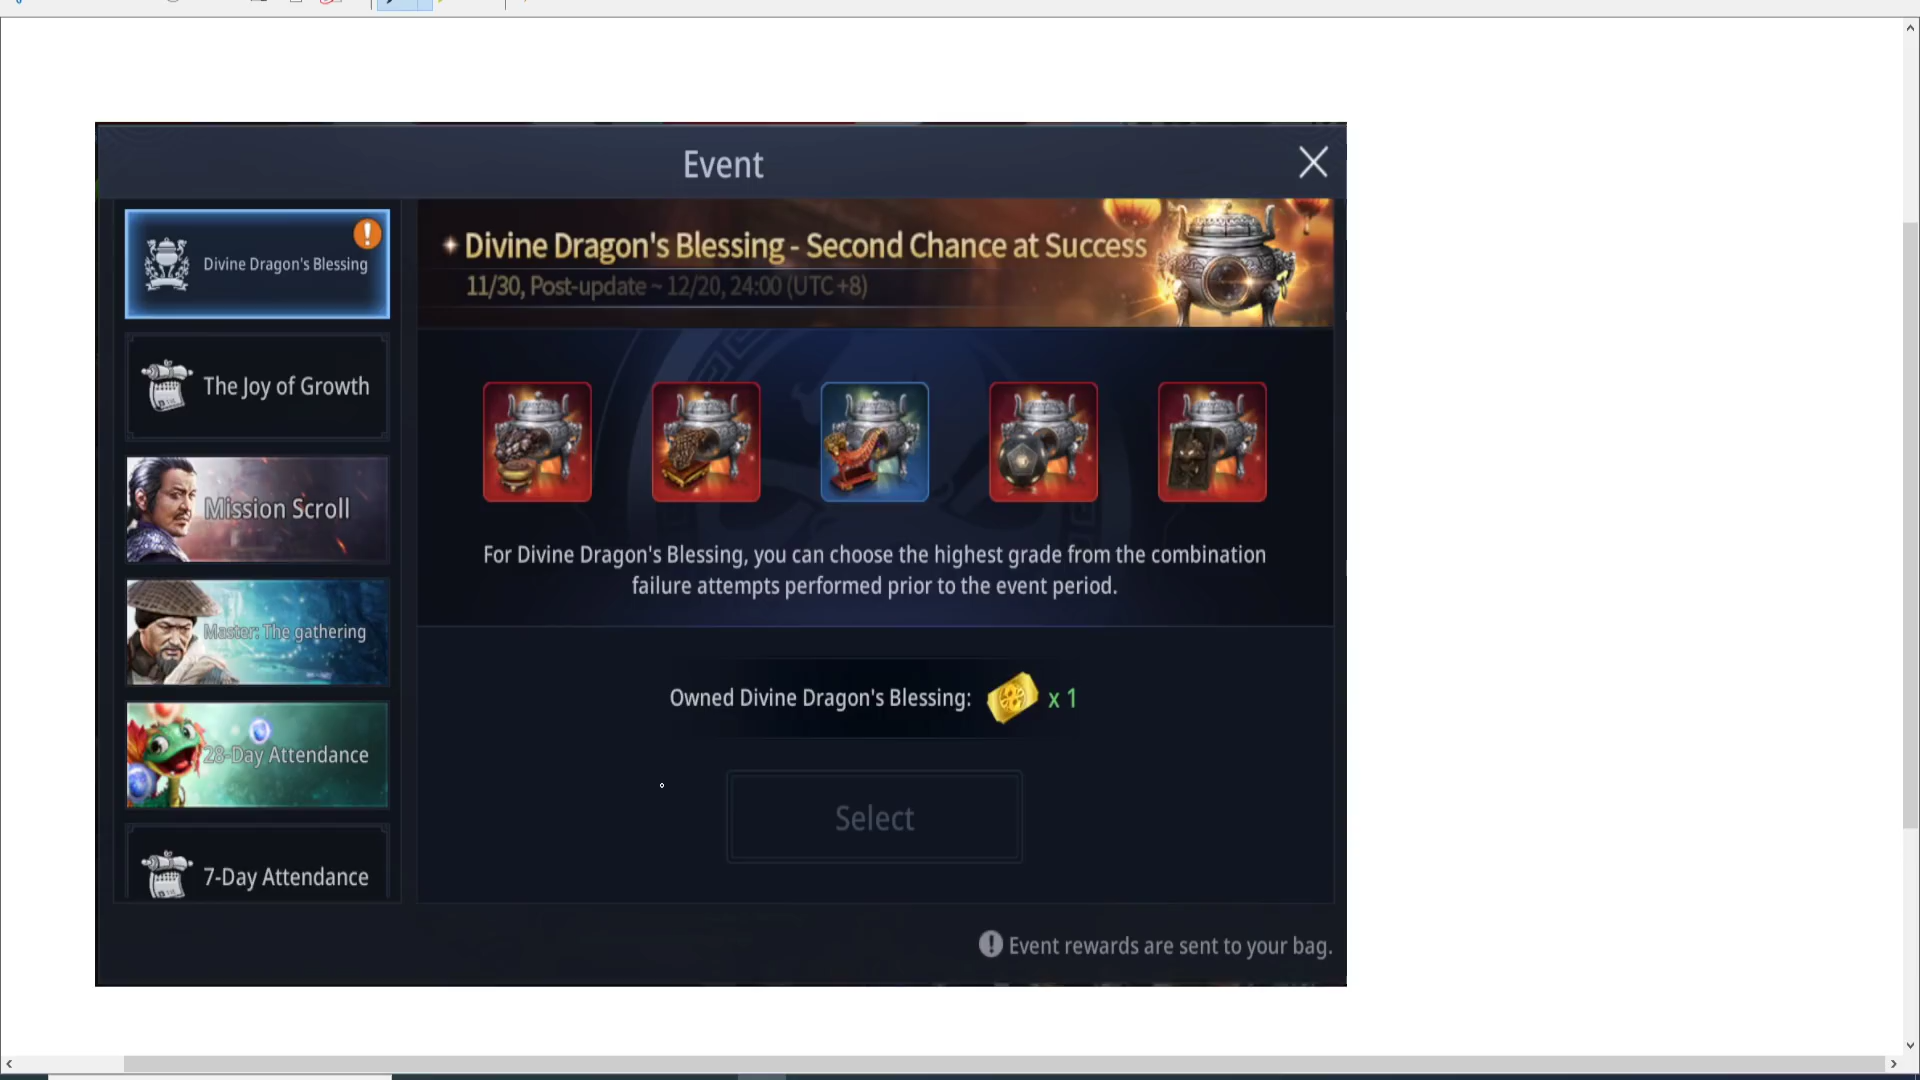 Event
Divine Dragon's Blessing
The Joy of Growth
Mission Scroll
Master: The gathering
28-Day Attendance
7-Day Attendance
Divine Dragon's Blessing - Second Chance at Success
11/30, Post-update ~ 12/20, 24:00 (UTC +8)
For Divine Dragon's Blessing, you can choose the highest grade from the combination
failure attempts performed prior to the event period.
Owned Divine Dragon's Blessing: x 1
Select
Event rewards are sent to your bag.